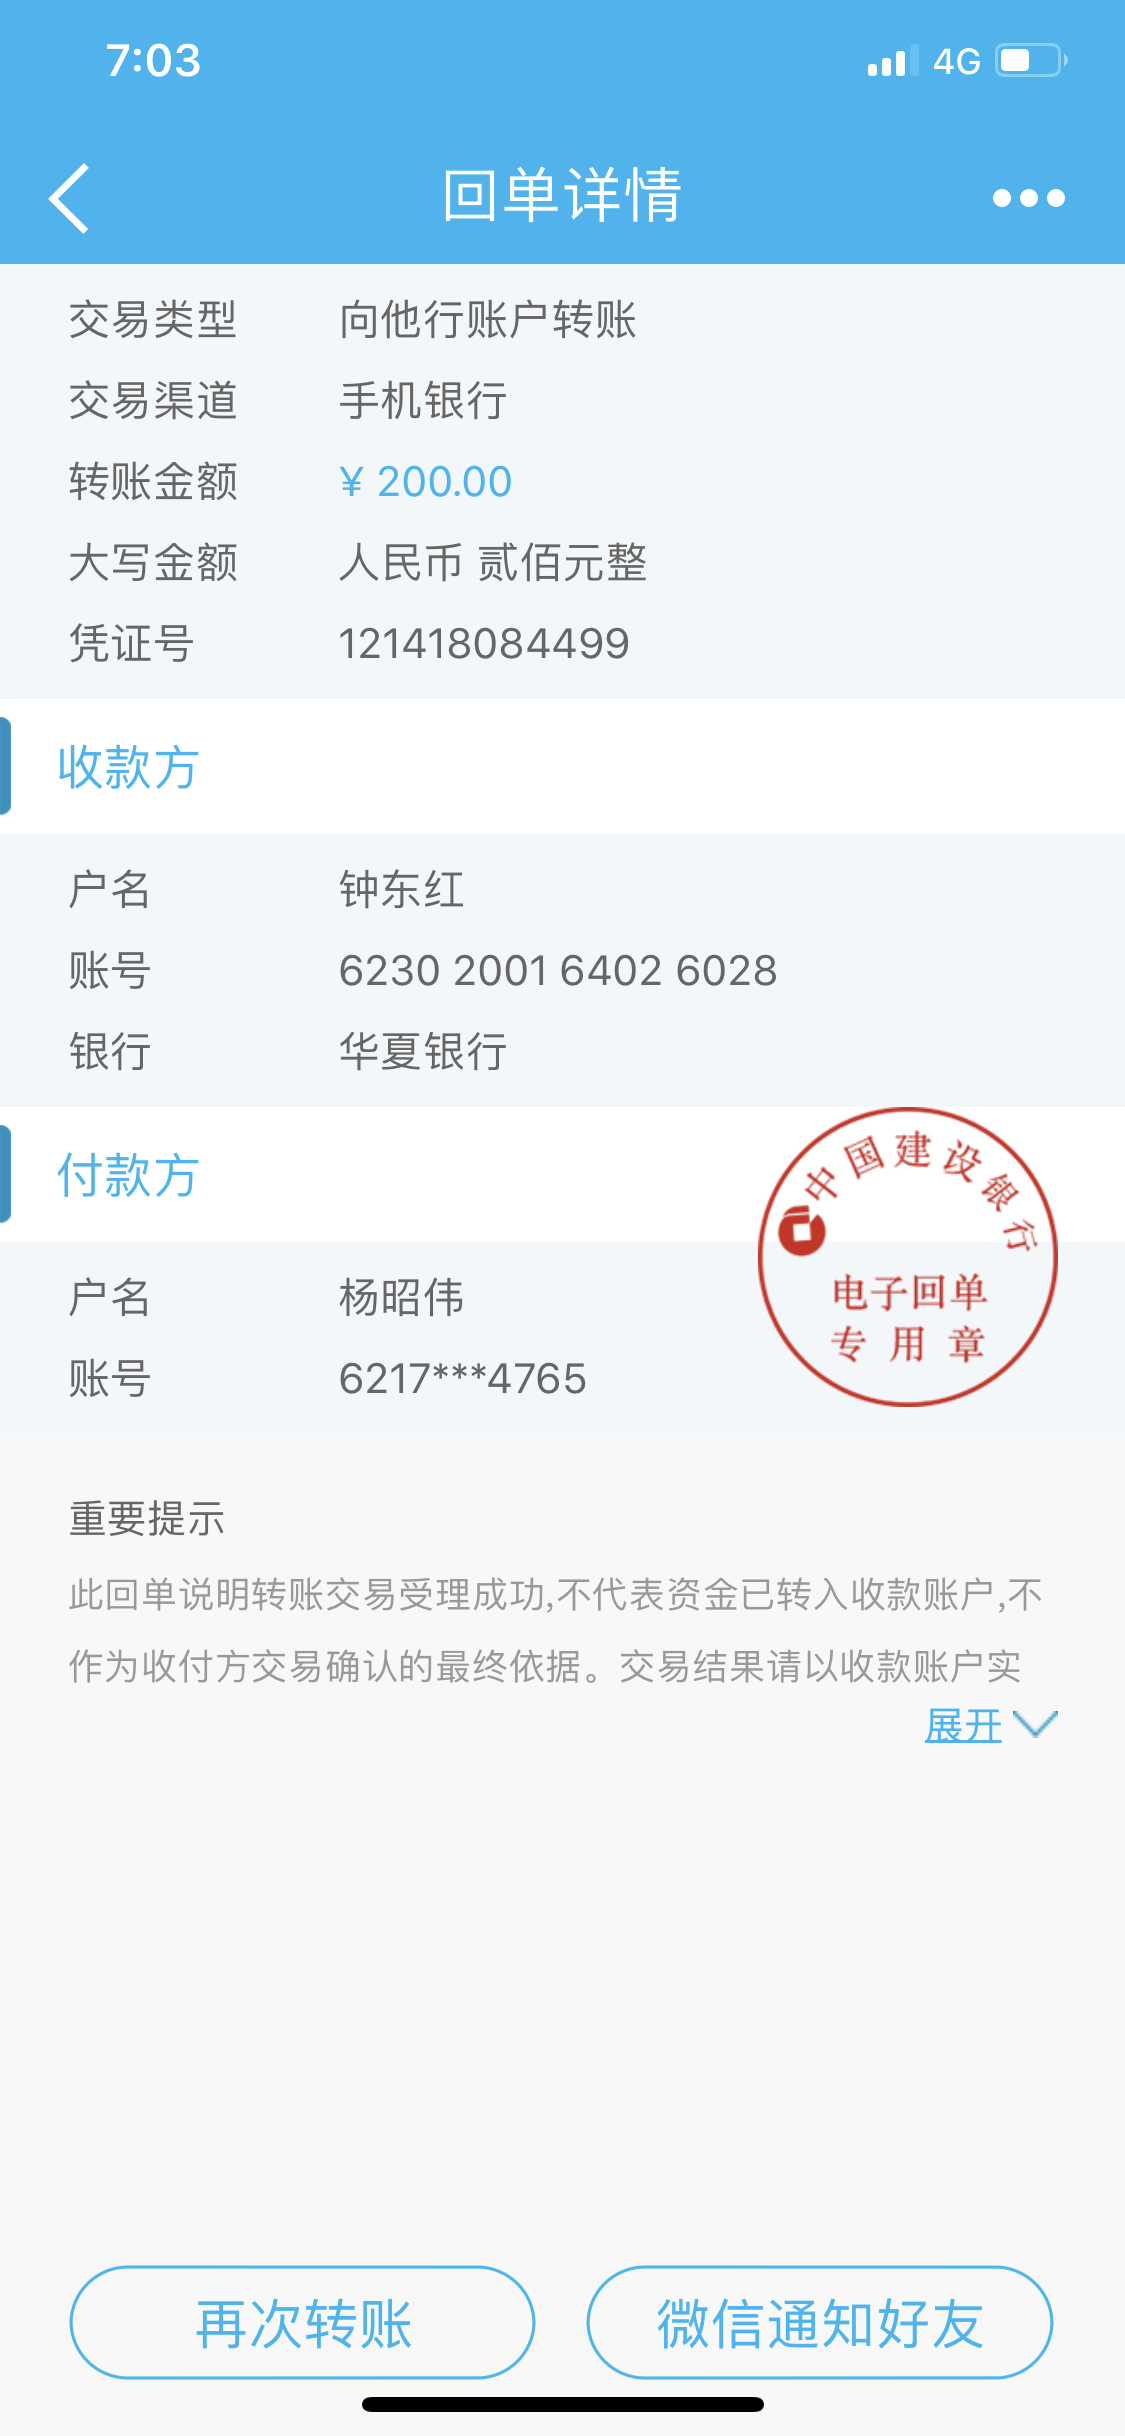 7:03
4G
回单详情
交易类型 向他行账户转账
交易渠道 手机银行
转账金额 ¥ 200.00
大写金额 人民币 贰佰元整
凭证号 121418084499
收款方
户名 钟东红
账号 6230 2001 6402 6028
银行 华夏银行
付款方
中国建设银行
电子回单
专用章
户名 杨昭伟
账号 6217***4765
重要提示
此回单说明转账交易受理成功,不代表资金已转入收款账户,不
作为收付方交易确认的最终依据。交易结果请以收款账户实
展开
再次转账 微信通知好友